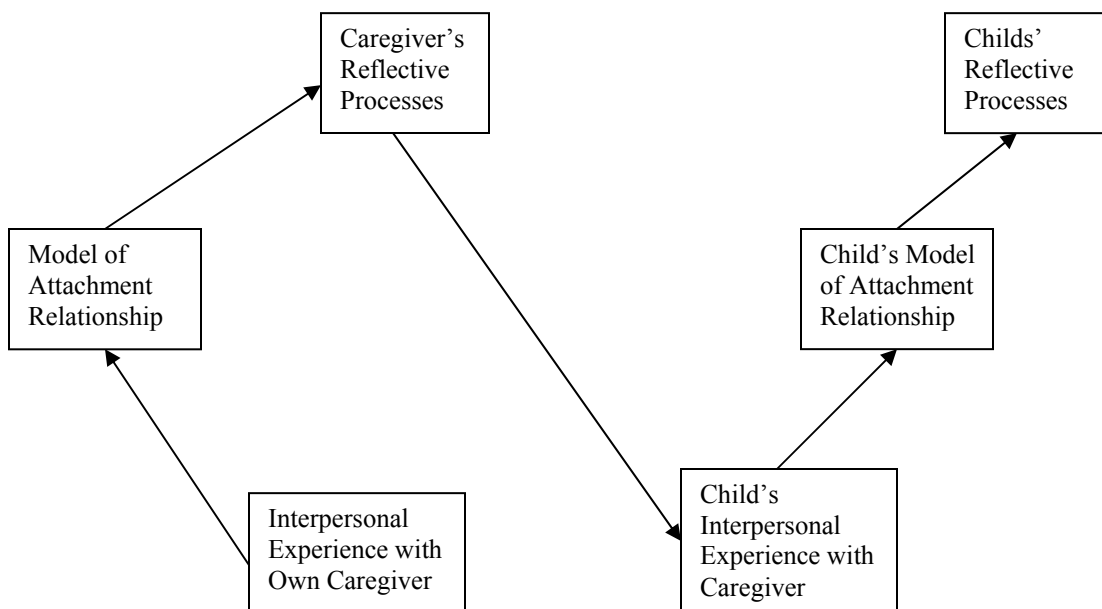 Caregiver’s
Reflective
Processes
Childs’
Reflective
Processes
Model of
Attachment
Relationship
Child’s Model
of Attachment
Relationship
Interpersonal
Experience with
Own Caregiver
Child’s
Interpersonal
Experience with
Caregiver